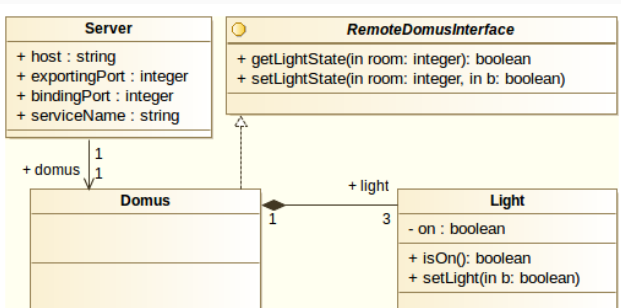 Server
+ host : string
+ exportingPort : integer
+ bindingPort : integer
+ serviceName : string
RemoteDomusInterface
+ getLightState(in room: integer): boolean
+ setLightState(in room: integer, in b: boolean)
1
+ domus
1
Domus
1
+ light
3
Light
- on : boolean
+ isOn(): boolean
+ setLight(in b: boolean)